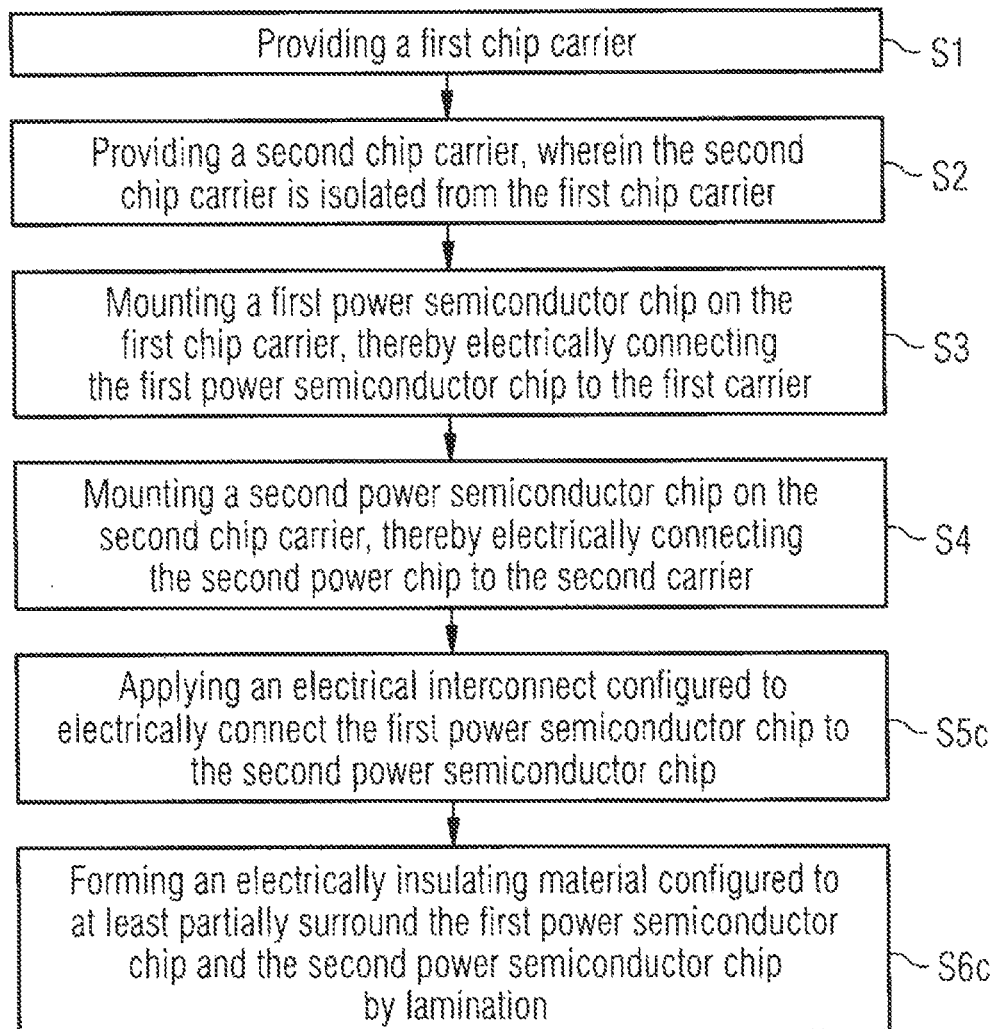 Providing a first chip carrier
S1
Providing a second chip carrier, wherein the second
chip carrier is isolated from the first chip carrier
S2
Mounting a first power semiconductor chip on the
first chip carrier, thereby electrically connecting
the first power semiconductor chip to the first carrier
S3
Mounting a second power semiconductor chip on the
second chip carrier, thereby electrically connecting
the second power chip to the second carrier
S4
Applying an electrical interconnect configured to
electrically connect the first power semiconductor chip to
the second power semiconductor chip
S5c
Forming an electrically insulating material configured to
at least partially surround the first power semiconductor
chip and the second power semiconductor chip
by lamination
S6c